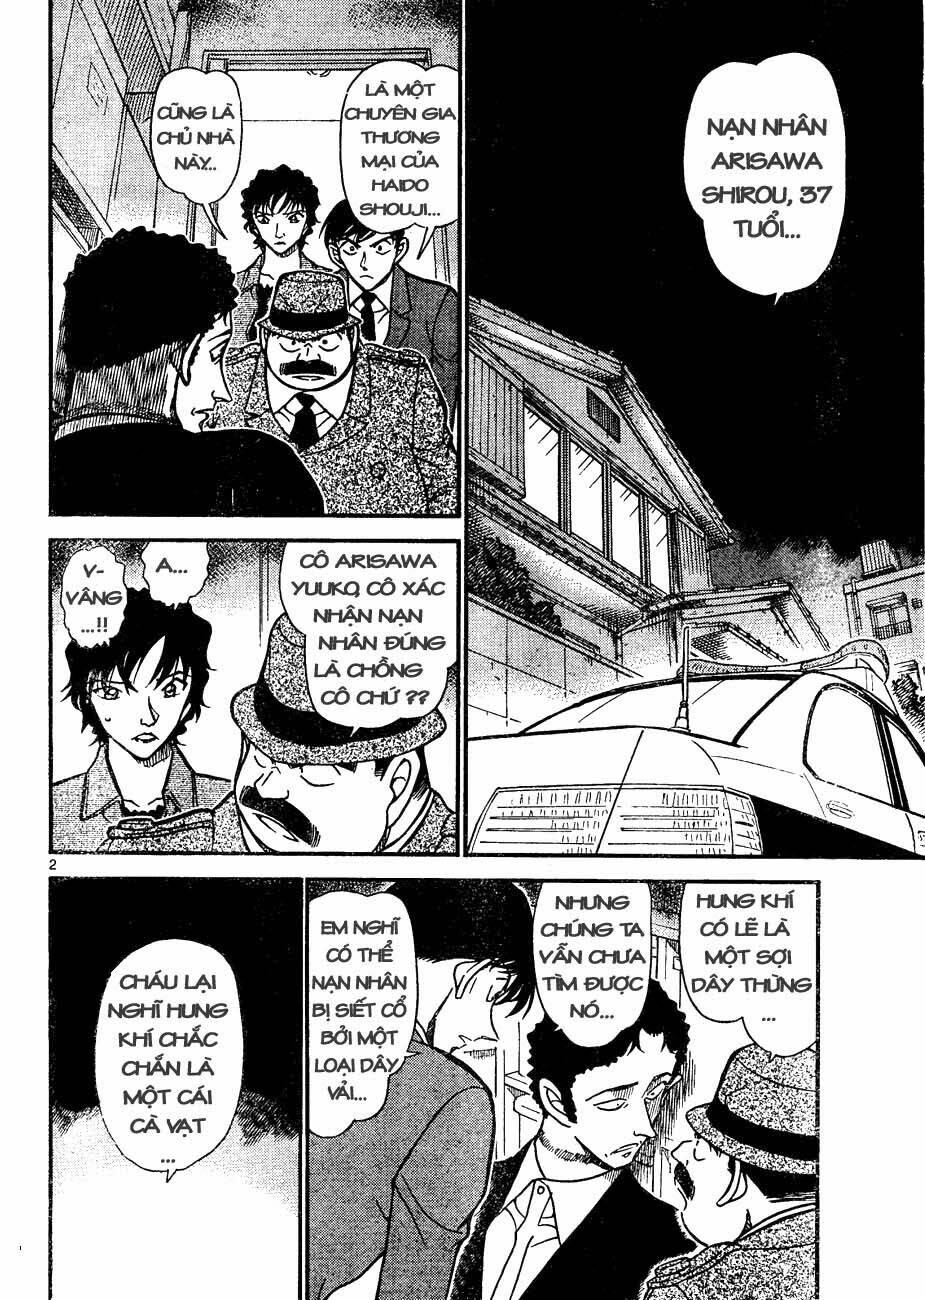 NẠN NHÂN
ARISAWA
SHIROU, 37
TUỔI...
LÀ MỘT
CHUYÊN GIA
THƯƠNG
MẠI CỦA
HAIDO
SHOUJI...
CŨNG LÀ
CHỦ NHÀ
NÀY...
CÔ ARISAWA
YUUKO, CÔ XÁC
NHẬN NẠN
NHÂN ĐÚNG
LÀ CHỒNG
CÔ CHỨ ??
A...
V-
VÂNG
...!!
2
HUNG KHÍ
CÓ LẼ LÀ
MỘT SỢI
DÂY THỪNG
...
NHƯNG
CHÚNG TA
VẪN CHƯA
TÌM ĐƯỢC
NÓ...
EM NGHĨ
CÓ THỂ
NẠN NHÂN
BỊ SIẾT CỔ
BỞI MỘT
LOẠI DÂY
VẢI...
CHÁU LẠI
NGHĨ HUNG
KHÍ CHẮC
CHẮN LÀ
MỘT CÁI
CÀ VẠT
...